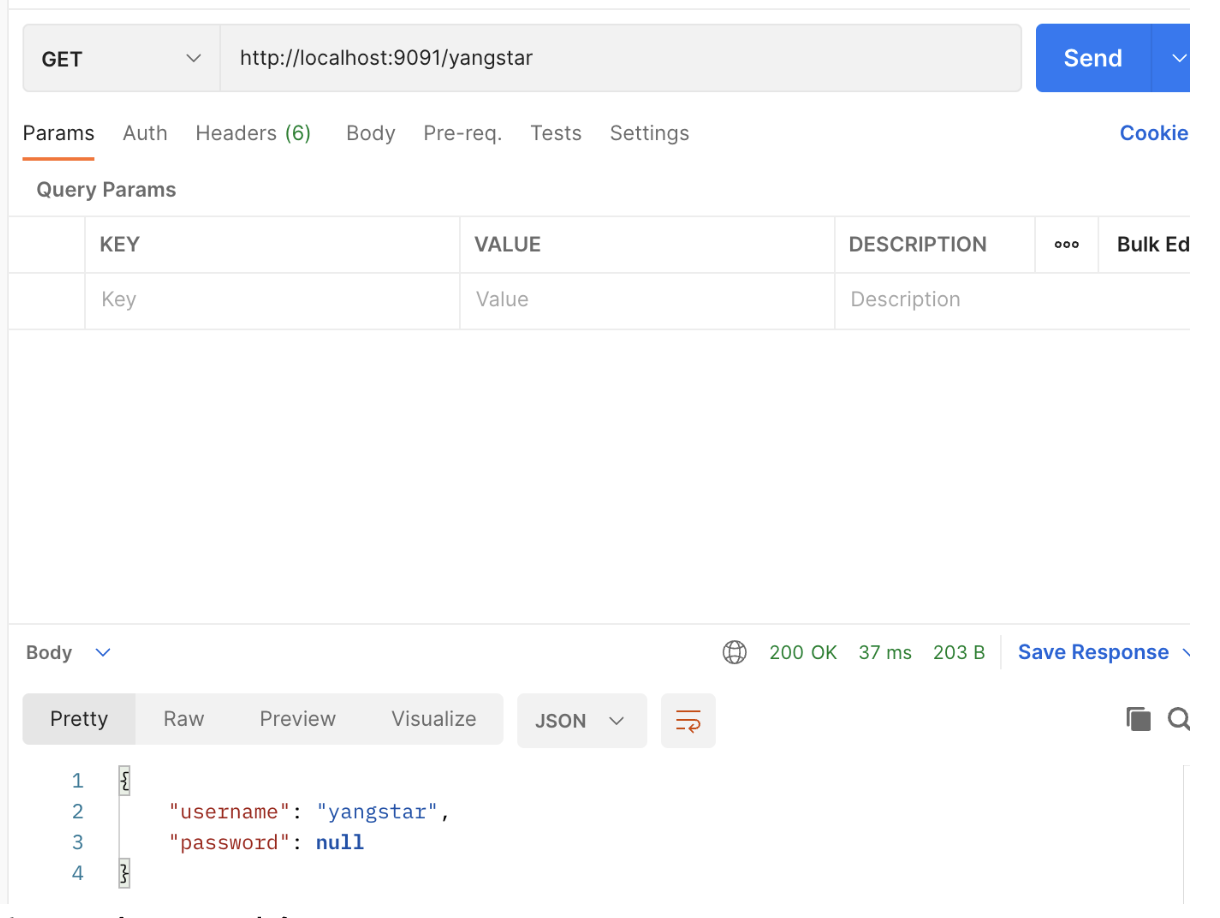 GET http://localhost:9091/yangstar Send
Params Auth Headers (6) Body Pre-req. Tests Settings Cookie
Query Params
KEY VALUE DESCRIPTION ooo Bulk Ed
Key Value Description
Body 200 OK 37 ms 203 B Save Response
Pretty Raw Preview Visualize JSON
1 {
2 "username": "yangstar",
3 "password": null
4 }